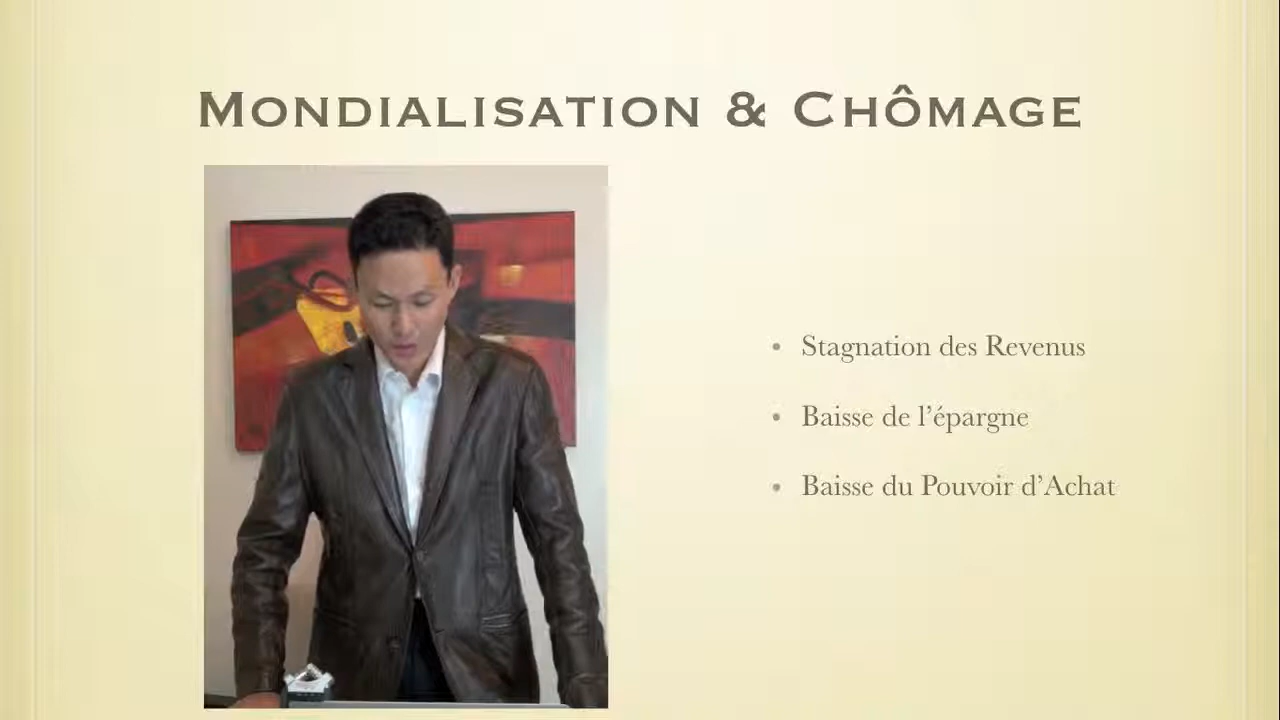 Mondialisation & Chômage
• Stagnation des Revenus
• Baisse de l’épargne
• Baisse du Pouvoir d’Achat